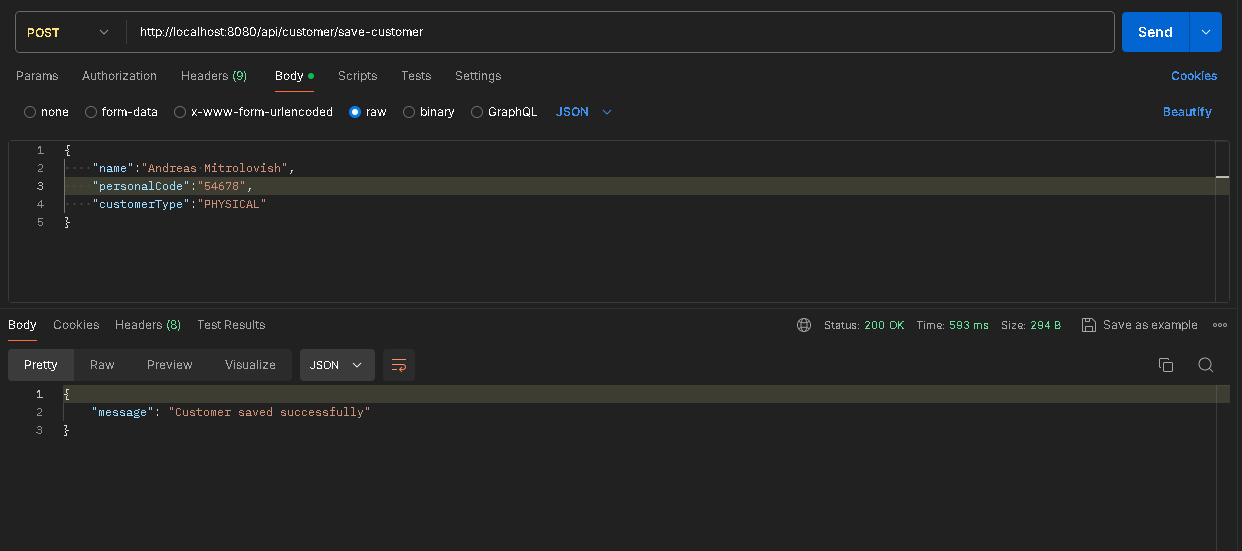 POST http://localhost:8080/api/customer/save-customer Send
Params Authorization Headers (9) Body Scripts Tests Settings Cookies
none form-data x-www-form-urlencoded raw binary GraphQL JSON Beautify
1 {
2 "name":"Andreas Mitrolovish",
3 "personalCode":"54678",
4 "customerType":"PHYSICAL"
5 }
Body Cookies Headers (8) Test Results Status: 200 OK Time: 593 ms Size: 294 B Save as example
Pretty Raw Preview Visualize JSON
1 {
2 "message": "Customer saved successfully"
3 }